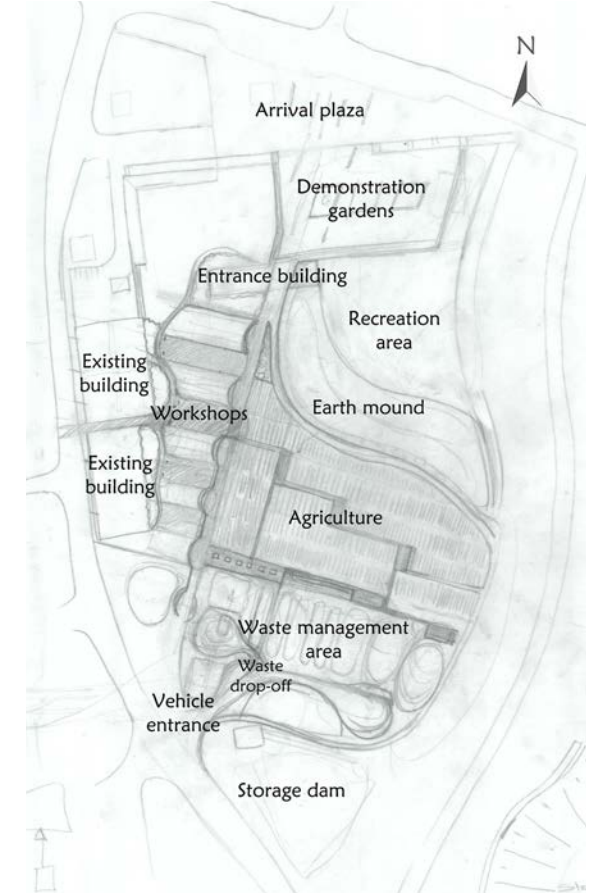 N
Arrival plaza
Demonstration
gardens
Entrance building
Recreation
area
Existing
building
Earth mound
Workshops
Existing
building
Agriculture
Waste management
area
Waste
drop-off
Vehicle
entrance
Storage dam